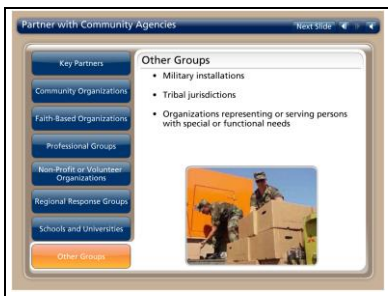 Partner with Community Agencies
Next Slide
Key Partners
Community Organizations
Faith-Based Organizations
Professional Groups
Non-Profit or Volunteer
Organizations
Regional Response Groups
Schools and Universities
Other Groups
Other Groups
• Military installations
• Tribal jurisdictions
• Organizations representing or serving persons
with special or functional needs